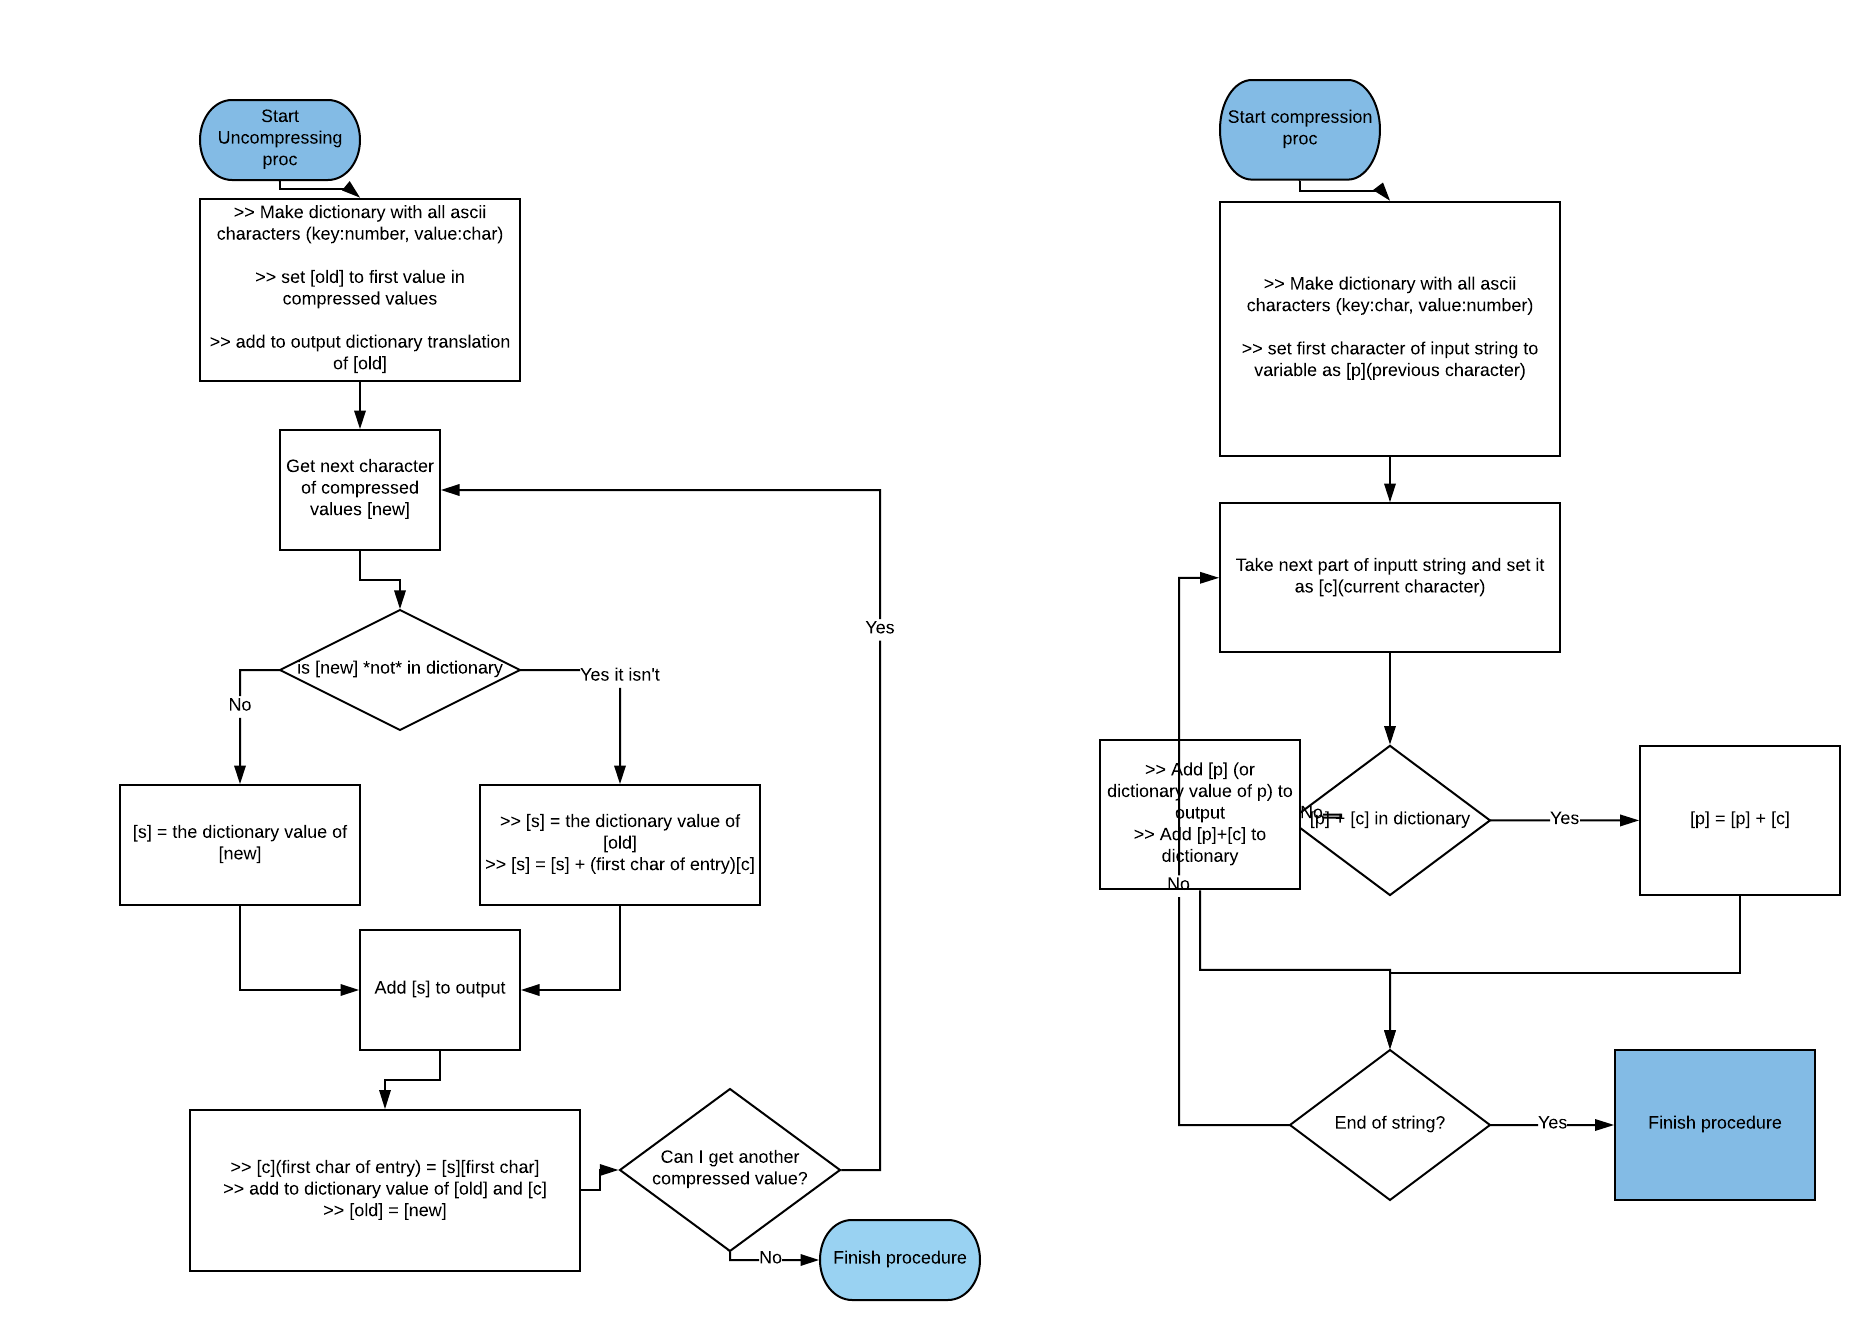 Start
Uncompressing
proc
>> Make dictionary with all ascii
characters (key:number, value:char)
>> set [old] to first value in
compressed values
>> add to output dictionary translation
of [old]
Get next character
of compressed
values [new]
is [new] *not* in dictionary
No
Yes it isn't
[s] = the dictionary value of
[new]
>> [s] = the dictionary value of
[old]
>> [s] = [s] + (first char of entry)[c]
Add [s] to output
>> [c](first char of entry) = [s][first char]
>> add to dictionary value of [old] and [c]
>> [old] = [new]
Can I get another
compressed value?
Yes
No
Finish procedure
Start compression
proc
>> Make dictionary with all ascii
characters (key:char, value:number)
>> set first character of input string to
variable as [p](previous character)
Take next part of inputt string and set it
as [c](current character)
[p] + [c] in dictionary
No
Yes
>> Add [p] (or
dictionary value of p) to
output
>> Add [p]+[c] to
dictionary
[p] = [p] + [c]
No
End of string?
Yes
Finish procedure